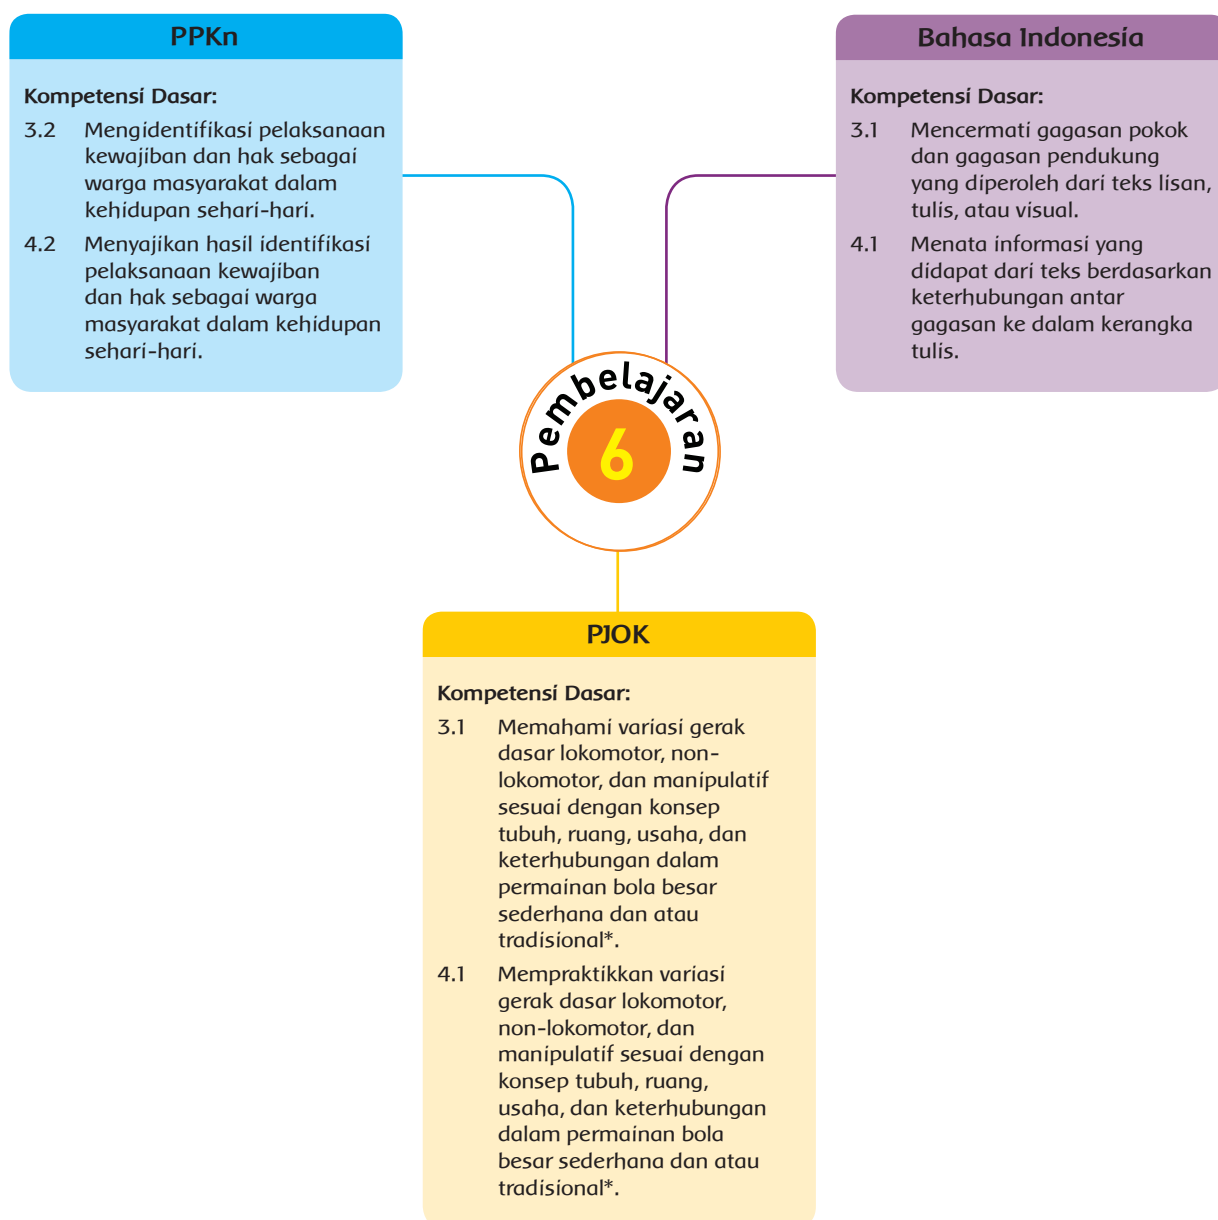 PPKn
Kompetensi Dasar:
3.2 Mengidentifikasi pelaksanaan
kewajiban dan hak sebagai
warga masyarakat dalam
kehidupan sehari-hari.
4.2 Menyajikan hasil identifikasi
pelaksanaan kewajiban
dan hak sebagai warga
masyarakat dalam kehidupan
sehari-hari.
Bahasa Indonesia
Kompetensi Dasar:
3.1 Mencermati gagasan pokok
dan gagasan pendukung
yang diperoleh dari teks lisan,
tulis, atau visual.
4.1 Menata informasi yang
didapat dari teks berdasarkan
keterhubungan antar
gagasan ke dalam kerangka
tulis.
Pembelajaran
6
PJOK
Kompetensi Dasar:
3.1 Memahami variasi gerak
dasar lokomotor, non-
lokomotor, dan manipulatif
sesuai dengan konsep
tubuh, ruang, usaha, dan
keterhubungan dalam
permainan bola besar
sederhana dan atau
tradisional*.
4.1 Mempraktikkan variasi
gerak dasar lokomotor,
non-lokomotor, dan
manipulatif sesuai dengan
konsep tubuh, ruang,
usaha, dan keterhubungan
dalam permainan bola
besar sederhana dan atau
tradisional*.